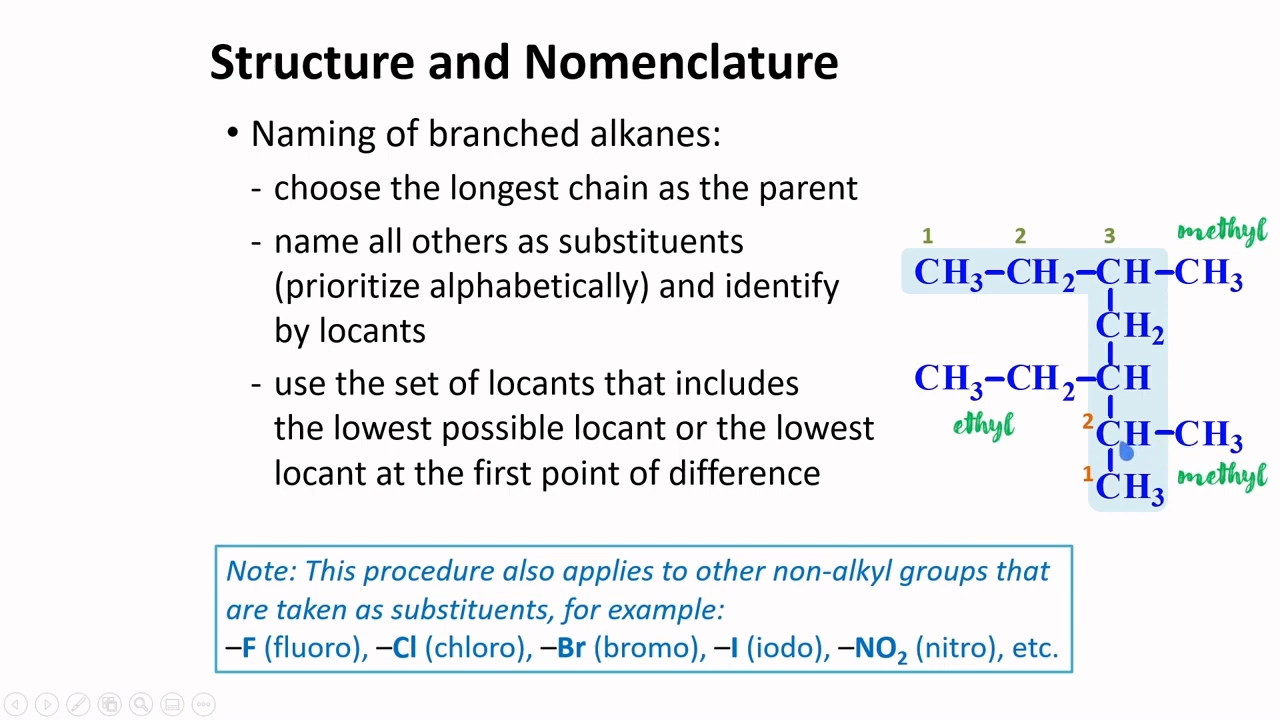 Structure and Nomenclature
• Naming of branched alkanes:
- choose the longest chain as the parent
- name all others as substituents
(prioritize alphabetically) and identify
by locants
- use the set of locants that includes
the lowest possible locant or the lowest
locant at the first point of difference
1 2 3 methyl
CH₃–CH₂–CH–CH₃
CH₂
CH₃–CH₂–CH
ethyl
2 CH–CH₃
1 CH₃ methyl
Note: This procedure also applies to other non-alkyl groups that
are taken as substituents, for example:
–F (fluoro), –Cl (chloro), –Br (bromo), –I (iodo), –NO₂ (nitro), etc.